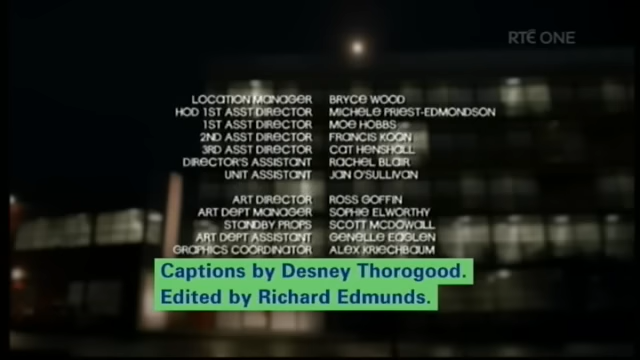 RTÉ ONE
LOCATION MANAGER BRYCE WOOD
HOD 1ST ASST DIRECTOR MICHELE PRIEST-EDMONDSON
1ST ASST DIRECTOR MOE HOBBS
2ND ASST DIRECTOR FRANCIS KOON
3RD ASST DIRECTOR CAT HENSHALL
DIRECTOR'S ASSISTANT RACHEL BLAIR
UNIT ASSISTANT JAN O'SULLIVAN
ART DIRECTOR ROSS GOFFIN
ART DEPT MANAGER SOPHIE ELWORTHY
STANDBY PROPS SCOTT MCDOWALL
ART DEPT ASSISTANT GENELLE EAGLEN
GRAPHICS COORDINATOR ALEX KRIECHBAUM
Captions by Desney Thorogood.
Edited by Richard Edmunds.